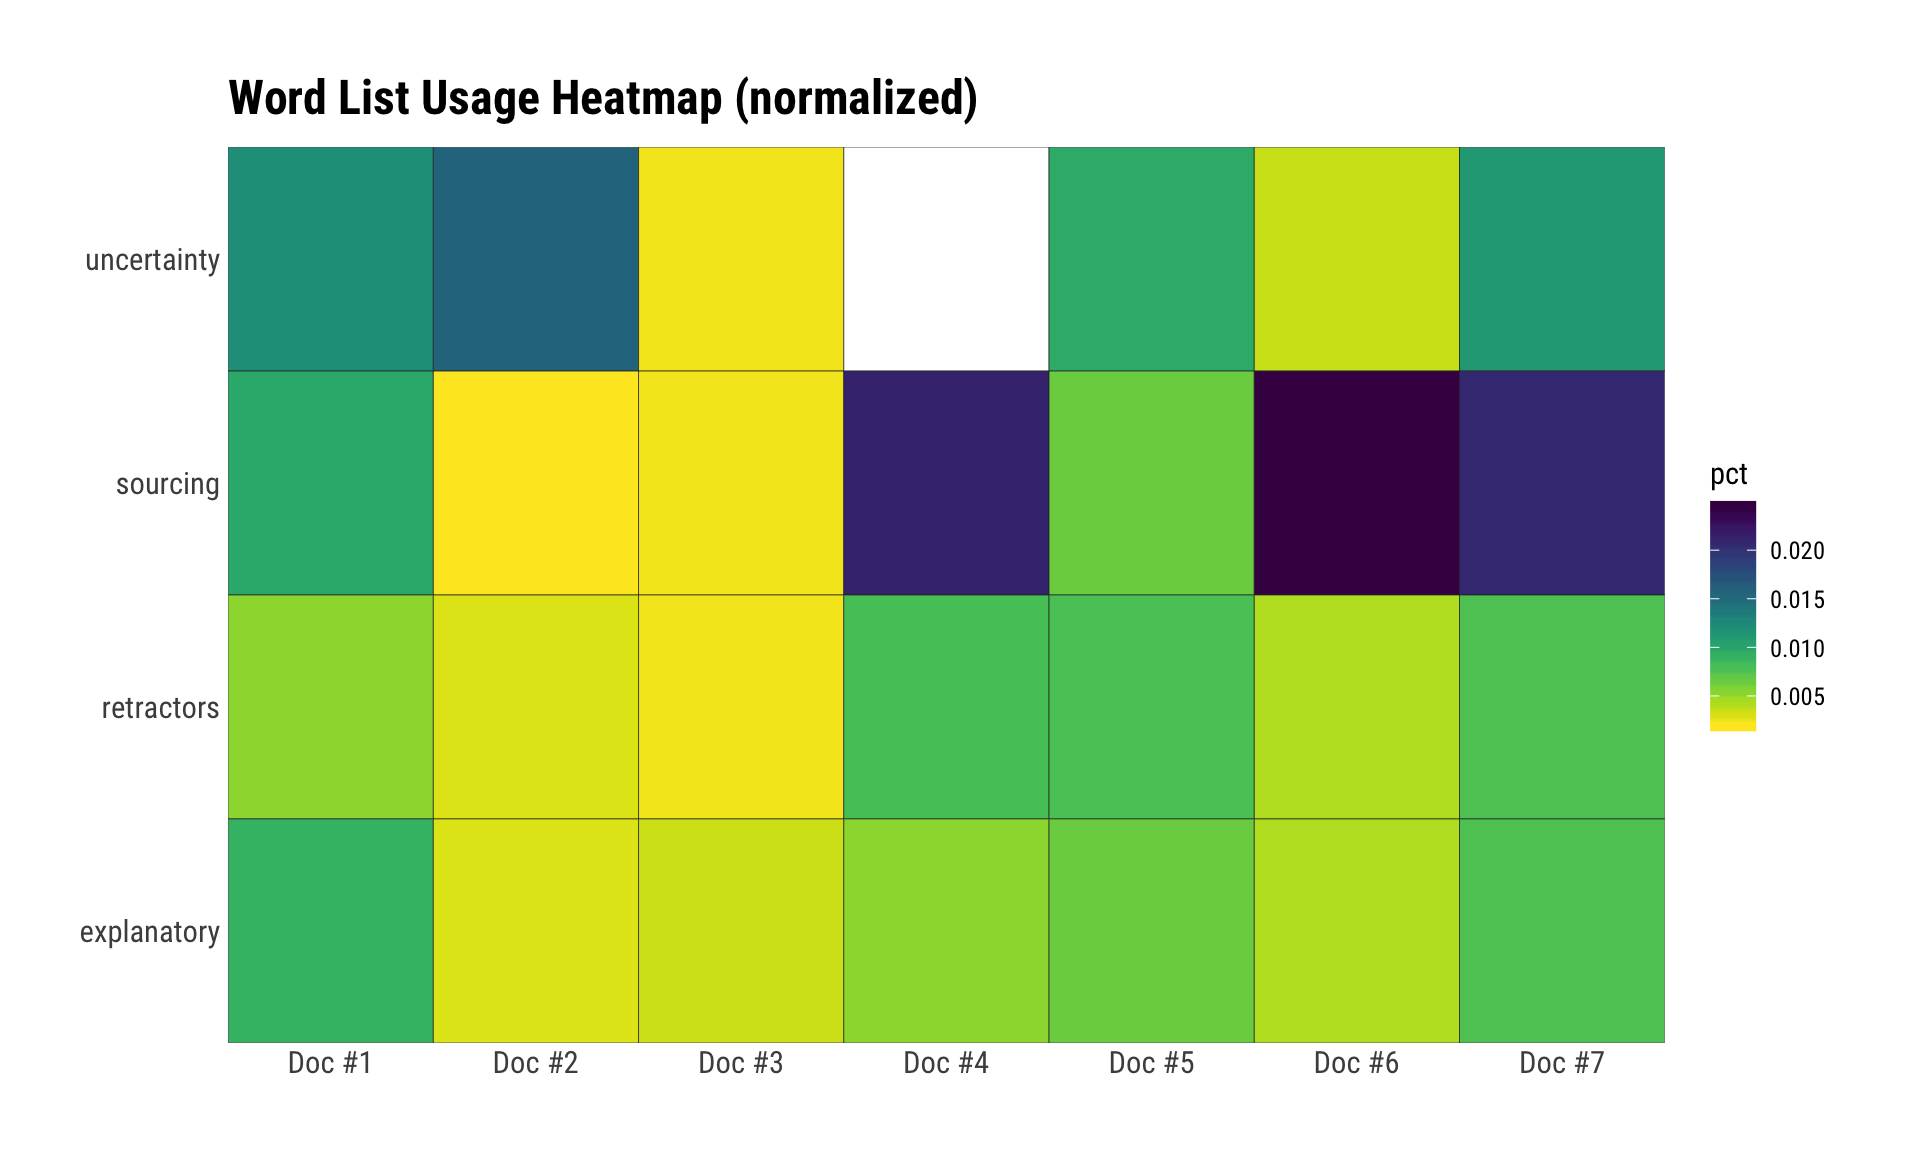 Word List Usage Heatmap (normalized)
uncertainty
sourcing
retractors
explanatory
Doc #1
Doc #2
Doc #3
Doc #4
Doc #5
Doc #6
Doc #7
pct
0.020
0.015
0.010
0.005